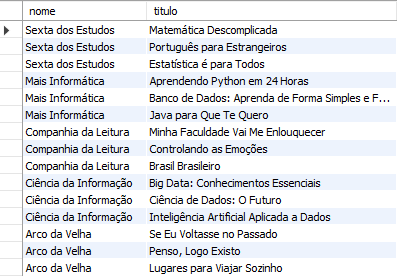 nome titulo
Sexta dos Estudos Matemática Descomplicada
Sexta dos Estudos Português para Estrangeiros
Sexta dos Estudos Estatística é para Todos
Mais Informática Aprendendo Python em 24 Horas
Mais Informática Banco de Dados: Aprenda de Forma Simples e F...
Mais Informática Java para Que Te Quero
Companhia da Leitura Minha Faculdade Vai Me Enlouquecer
Companhia da Leitura Controlando as Emoções
Companhia da Leitura Brasil Brasileiro
Ciência da Informação Big Data: Conhecimentos Essenciais
Ciência da Informação Ciência de Dados: O Futuro
Ciência da Informação Inteligência Artificial Aplicada a Dados
Arco da Velha Se Eu Voltasse no Passado
Arco da Velha Penso, Logo Existo
Arco da Velha Lugares para Viajar Sozinho